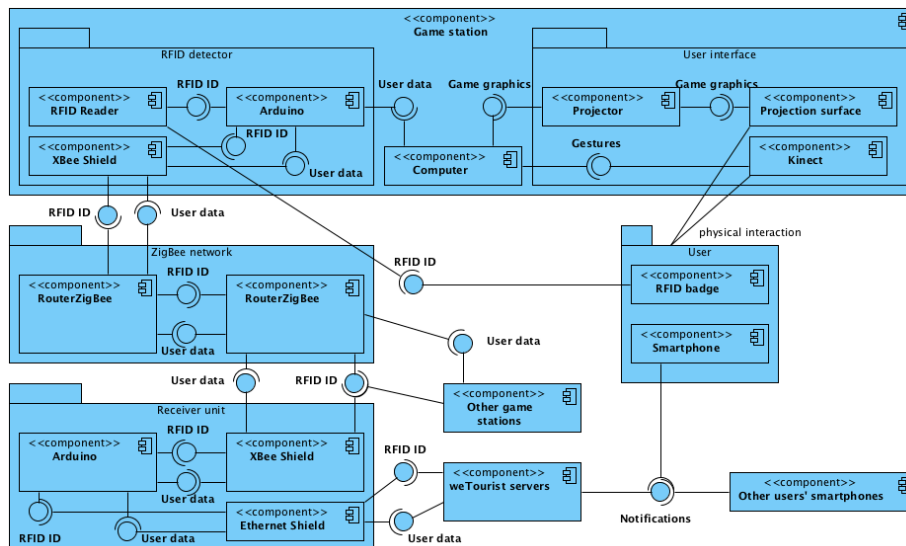 <<component>>
Game station
RFID detector
User interface
<<component>>
RFID Reader
RFID ID
<<component>>
Arduino
User data
Game graphics
<<component>>
Projector
Game graphics
<<component>>
Projection surface
<<component>>
XBee Shield
RFID ID
User data
<<component>>
Computer
Gestures
<<component>>
Kinect
RFID ID
User data
physical interaction
ZigBee network
User
<<component>>
RouterZigBee
RFID ID
User data
<<component>>
RouterZigBee
RFID ID
<<component>>
RFID badge
User data
<<component>>
Smartphone
User data
RFID ID
<<component>>
Other game
stations
Receiver unit
<<component>>
Arduino
RFID ID
User data
<<component>>
XBee Shield
RFID ID
<<component>>
weTourist servers
<<component>>
Other users' smartphones
Notifications
<<component>>
Ethernet Shield
RFID ID
User data
User data